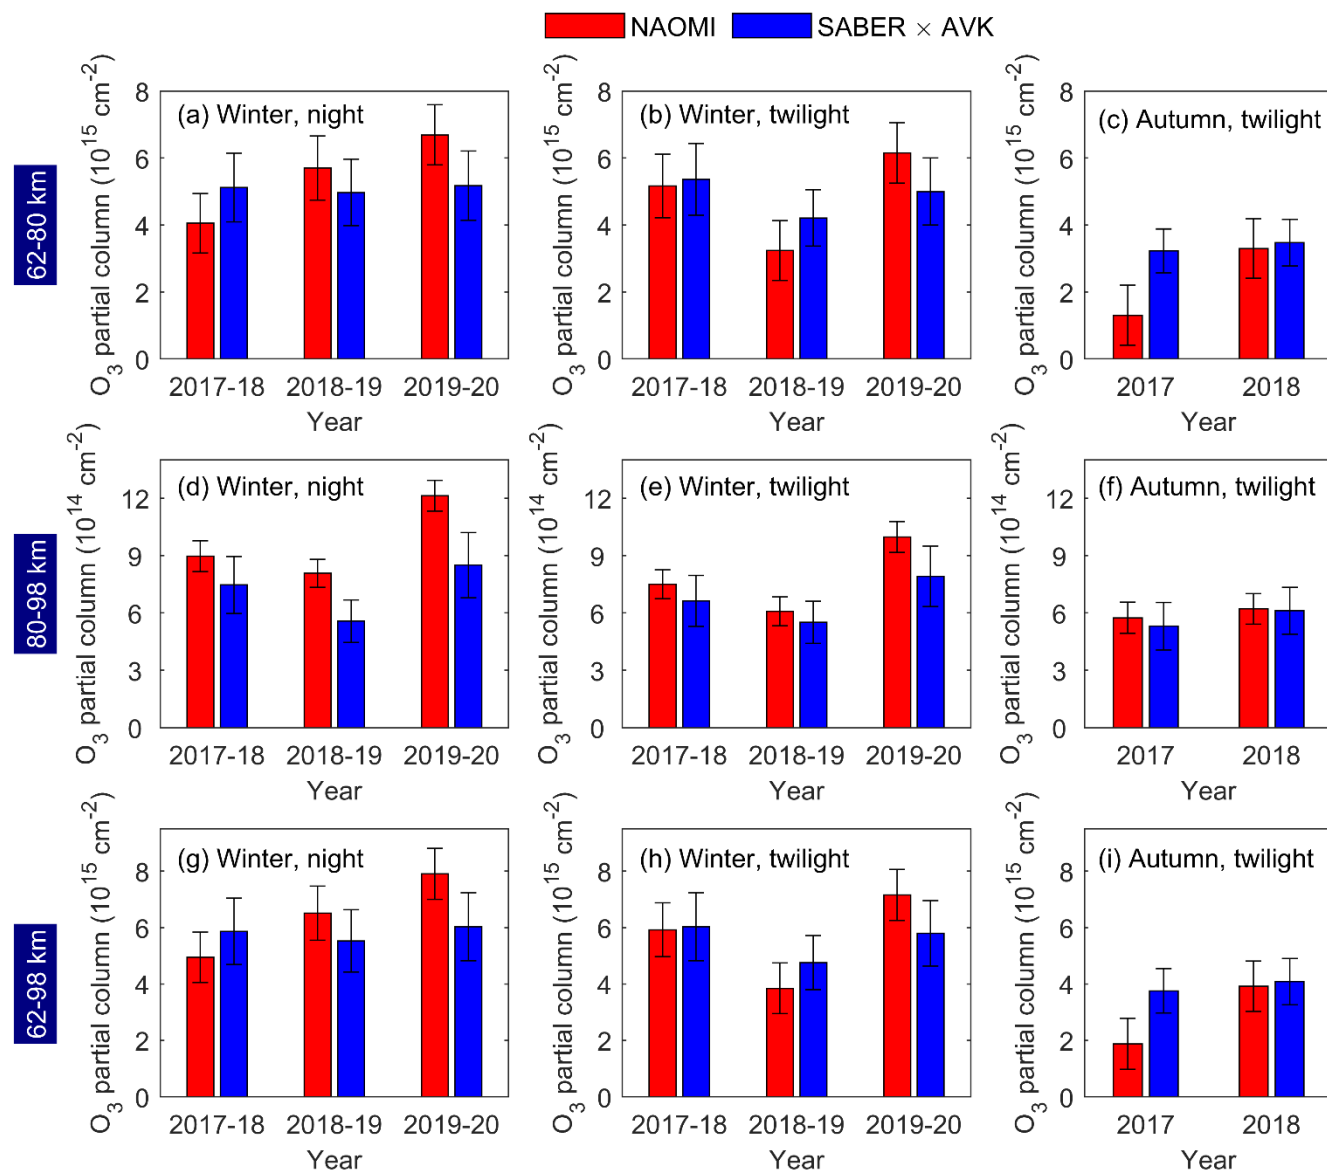 NAOMI SABER × AVK
62-80 km
O3 partial column (10^15 cm^-2)
8
6
4
2
0
(a) Winter, night
2017-18 2018-19 2019-20
Year
O3 partial column (10^15 cm^-2)
8
6
4
2
0
(b) Winter, twilight
2017-18 2018-19 2019-20
Year
O3 partial column (10^15 cm^-2)
8
6
4
2
0
(c) Autumn, twilight
2017 2018
Year
80-98 km
O3 partial column (10^14 cm^-2)
12
9
6
3
0
(d) Winter, night
2017-18 2018-19 2019-20
Year
O3 partial column (10^14 cm^-2)
12
9
6
3
0
(e) Winter, twilight
2017-18 2018-19 2019-20
Year
O3 partial column (10^14 cm^-2)
12
9
6
3
0
(f) Autumn, twilight
2017 2018
Year
62-98 km
O3 partial column (10^15 cm^-2)
8
6
4
2
0
(g) Winter, night
2017-18 2018-19 2019-20
Year
O3 partial column (10^15 cm^-2)
8
6
4
2
0
(h) Winter, twilight
2017-18 2018-19 2019-20
Year
O3 partial column (10^15 cm^-2)
8
6
4
2
0
(i) Autumn, twilight
2017 2018
Year